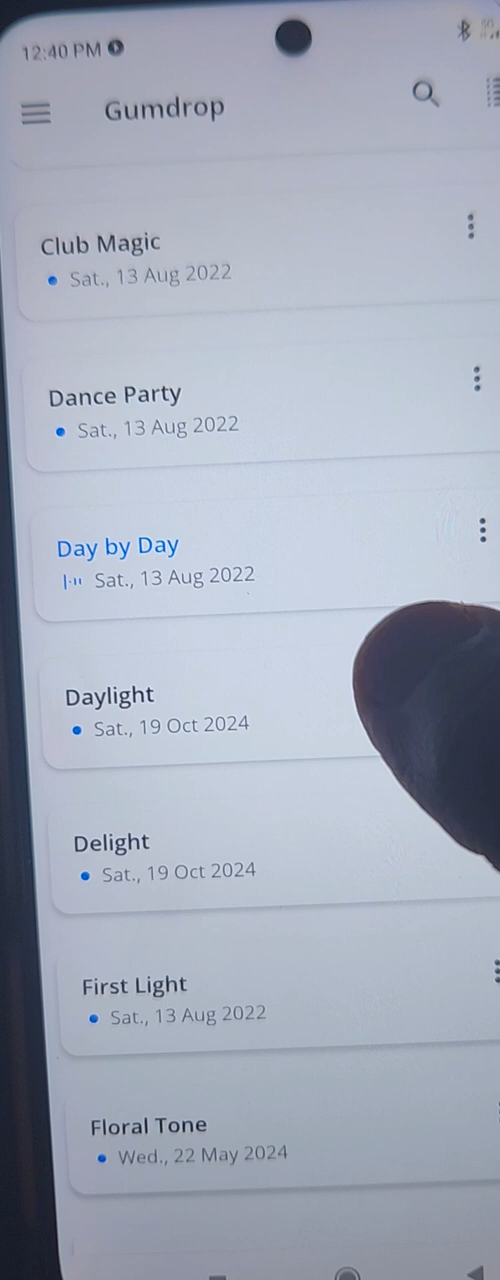 12:40 PM
Gumdrop
Club Magic
Sat., 13 Aug 2022
Dance Party
Sat., 13 Aug 2022
Day by Day
Sat., 13 Aug 2022
Daylight
Sat., 19 Oct 2024
Delight
Sat., 19 Oct 2024
First Light
Sat., 13 Aug 2022
Floral Tone
Wed., 22 May 2024